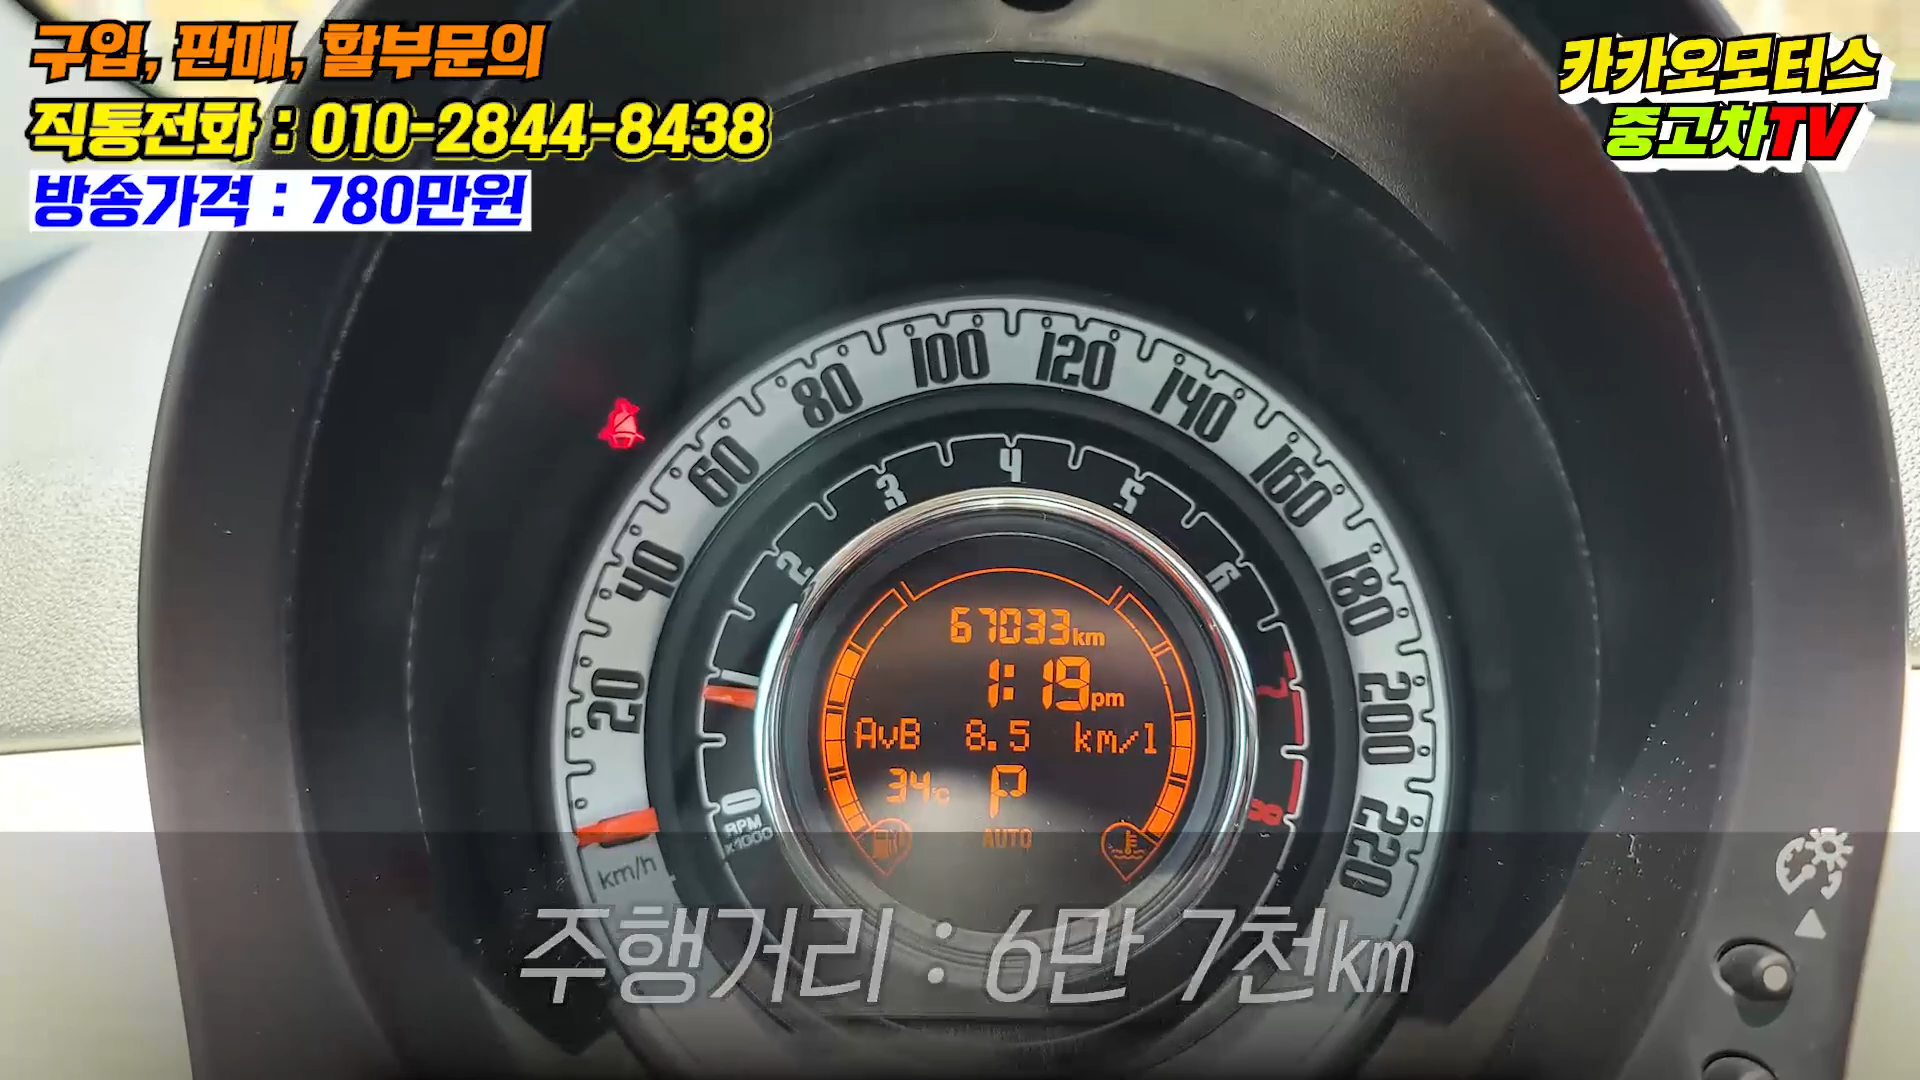 구입, 판매, 할부문의
직통전화 : 010-2844-8438
방송가격 : 780만원
카카오모터스
중고차TV
0 20 40 60 80 100 120 140 160 180 200 220
km/h
0 2 3 4 5 6 7 8
RPM
x1000
67033km
1:19pm
AvB 8.5 km/l
34°c P
AUTO
주행거리 : 6만 7천㎞